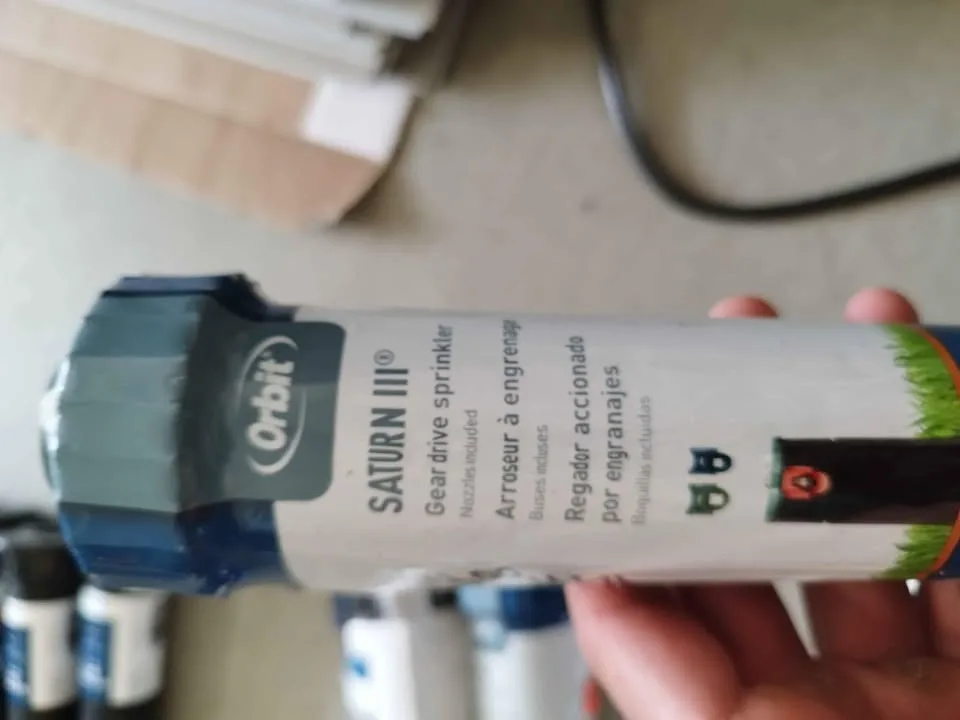 Orbit®
SATURN III®
Gear drive sprinkler
Nozzles included
Arroseur à engrenage
Buses incluses
Regador accionado
por engranajes
Boquillas incluidas